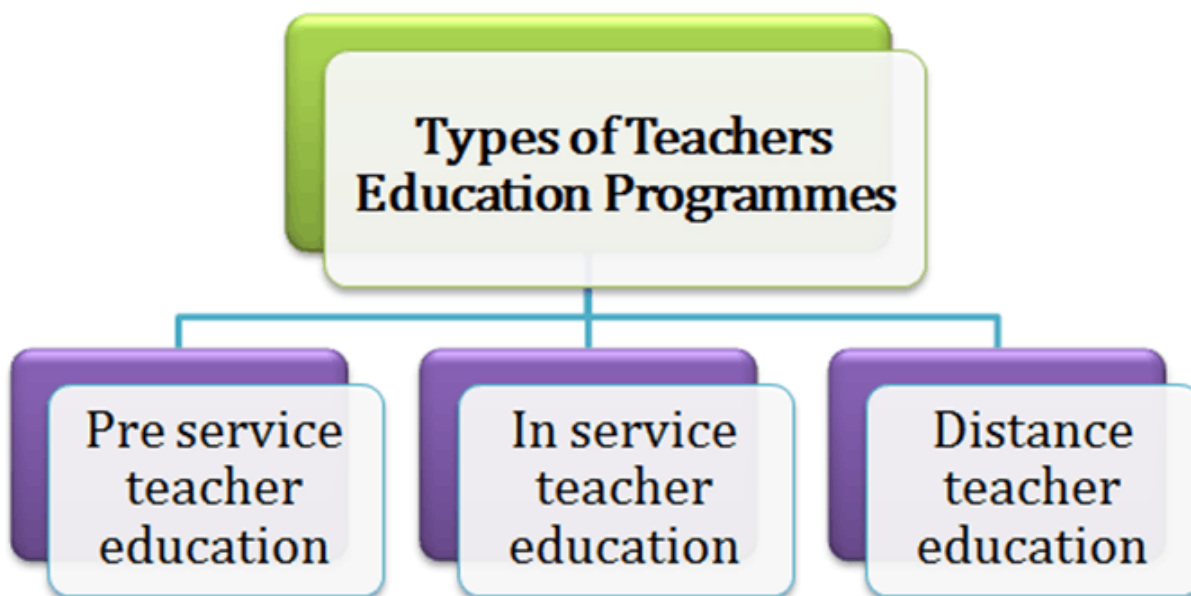 Types of Teachers
Education Programmes
Pre service
teacher
education
In service
teacher
education
Distance
teacher
education